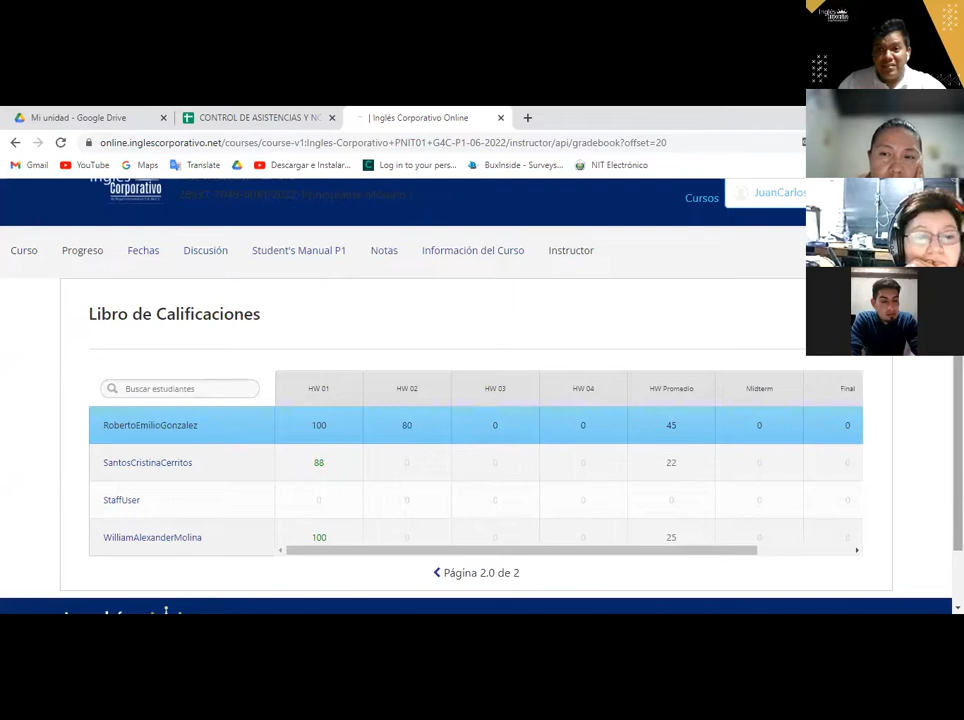 Inglés
Corporativo
Mi unidad - Google Drive
CONTROL DE ASISTENCIAS Y NO
| Inglés Corporativo Online
online.inglescorporativo.net/courses/course-v1:Ingles-Corporativo+PNIT01+G4C-P1-06-2022/instructor/api/gradebook?offset=20
Gmail
YouTube
Maps
Translate
Descargar e Instalar...
Log in to your pers...
BuxInside - Surveys...
NIT Electrónico
Inglés
Corporativo
Cursos
JuanCarlos
Curso
Progreso
Fechas
Discusión
Student's Manual P1
Notas
Información del Curso
Instructor
Libro de Calificaciones
Buscar estudiantes
HW 01 HW 02 HW 03 HW 04 HW Promedio Midterm Final
RobertoEmilioGonzalez 100 80 0 0 45 0 0
SantosCristinaCerritos 88 0 0 0 22 0 0
StaffUser 0 0 0 0 0 0 0
WilliamAlexanderMolina 100 0 0 0 25 0 0
Página 2.0 de 2